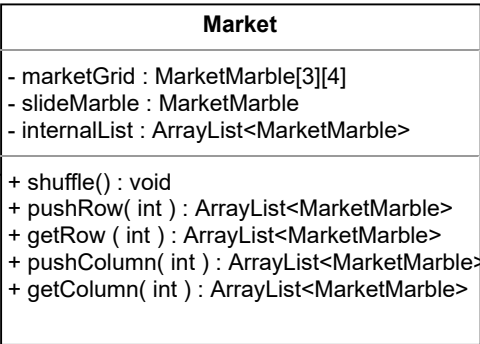 Market
- marketGrid : MarketMarble[3][4]
- slideMarble : MarketMarble
- internalList : ArrayList<MarketMarble>
+ shuffle() : void
+ pushRow( int ) : ArrayList<MarketMarble>
+ getRow ( int ) : ArrayList<MarketMarble>
+ pushColumn( int ) : ArrayList<MarketMarble>
+ getColumn( int ) : ArrayList<MarketMarble>